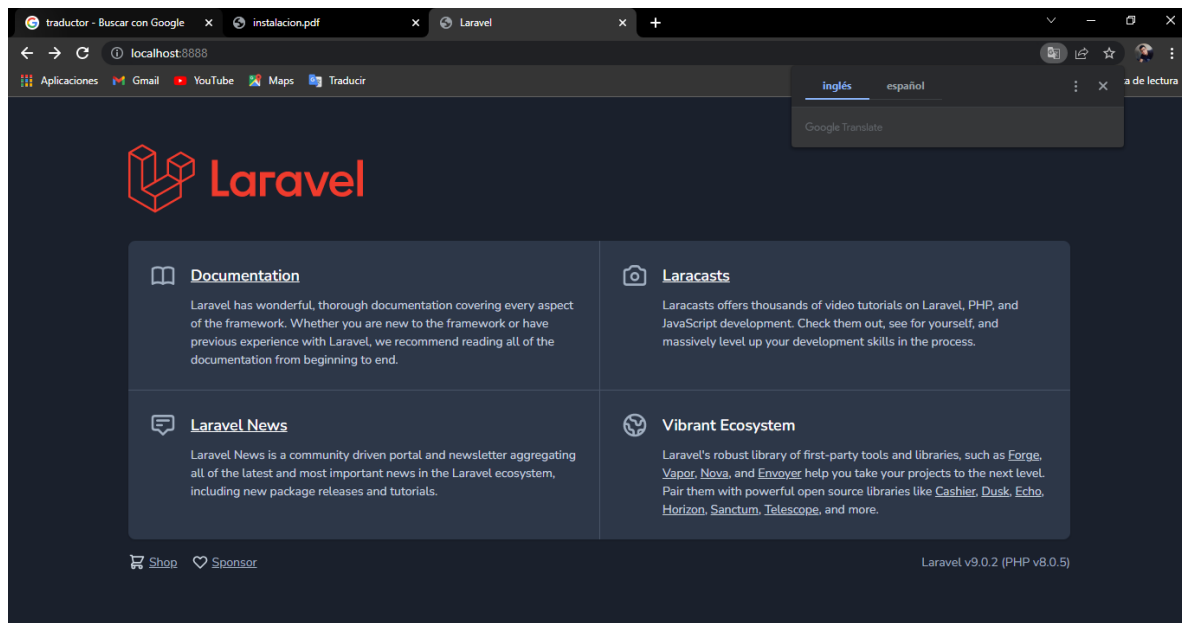 traductor - Buscar con Google
instalacion.pdf
Laravel
localhost:8888
Aplicaciones
Gmail
YouTube
Maps
Traducir
a de lectura
inglés
español
Google Translate
Laravel
Documentation
Laravel has wonderful, thorough documentation covering every aspect
of the framework. Whether you are new to the framework or have
previous experience with Laravel, we recommend reading all of the
documentation from beginning to end.
Laracasts
Laracasts offers thousands of video tutorials on Laravel, PHP, and
JavaScript development. Check them out, see for yourself, and
massively level up your development skills in the process.
Laravel News
Laravel News is a community driven portal and newsletter aggregating
all of the latest and most important news in the Laravel ecosystem,
including new package releases and tutorials.
Vibrant Ecosystem
Laravel's robust library of first-party tools and libraries, such as Forge,
Vapor, Nova, and Envoyer help you take your projects to the next level.
Pair them with powerful open source libraries like Cashier, Dusk, Echo,
Horizon, Sanctum, Telescope, and more.
Shop
Sponsor
Laravel v9.0.2 (PHP v8.0.5)